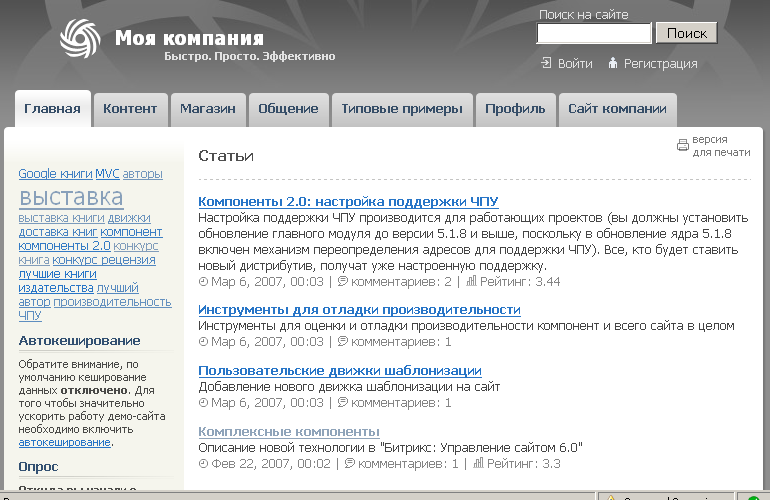 Поиск на сайте
Моя компания
Быстро. Просто. Эффективно
Поиск
Войти Регистрация
Главная Контент Магазин Общение Типовые примеры Профиль Сайт компании
версия
для печати
Google книги MVC авторы
выставка
выставка книги движки
доставка книг компонент
компоненты 2.0 конкурс
книга конкурс рецензия
лучшие книги
издательства лучший
автор производительность
ЧПУ
Автокеширование
Обратите внимание, по
умолчанию кеширование
данных отключено. Для
того чтобы значительно
ускорить работу демо-сайта
необходимо включить
автокеширование.
Опрос
Статьи
Компоненты 2.0: настройка поддержки ЧПУ
Настройка поддержки ЧПУ производится для работающих проектов (вы должны установить
обновление главного модуля до версии 5.1.8 и выше, поскольку в обновление ядра 5.1.8
включен механизм переопределения адресов для поддержки ЧПУ). Все, кто будет ставить
новый дистрибутив, получат уже настроенную поддержку.
Мар 6, 2007, 00:03 | комментариев: 2 | Рейтинг: 3.44
Инструменты для отладки производительности
Инструменты для оценки и отладки производительности компонент и всего сайта в целом
Мар 6, 2007, 00:03 | комментариев: 1
Пользовательские движки шаблонизации
Добавление нового движка шаблонизации на сайт
Мар 6, 2007, 00:03 | комментариев: 1
Комплексные компоненты
Описание новой технологии в "Битрикс: Управление сайтом 6.0"
Фев 22, 2007, 00:02 | комментариев: 1 | Рейтинг: 3.3